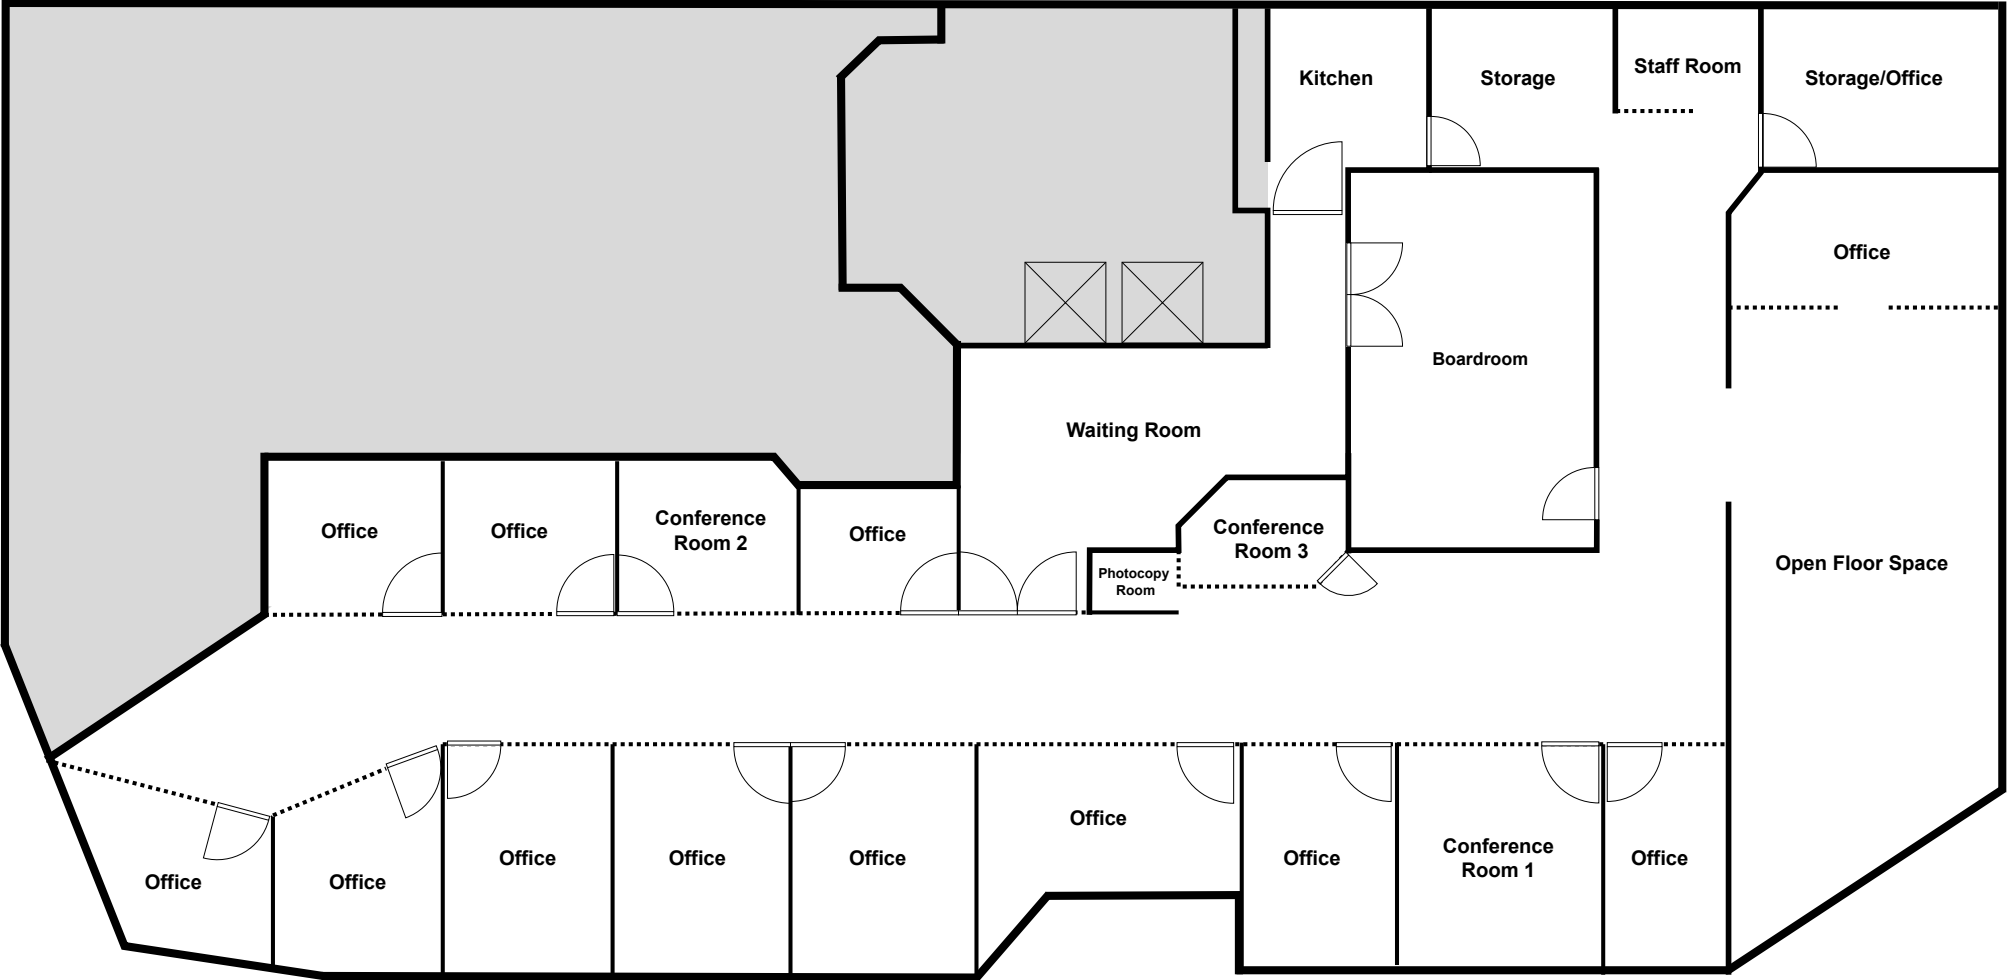 Kitchen
Storage
Staff Room
Storage/Office
Office
Boardroom
Waiting Room
Office
Office
Conference
Room 2
Office
Conference
Room 3
Photocopy
Room
Open Floor Space
Office
Office
Office
Office
Office
Office
Office
Conference
Room 1
Office